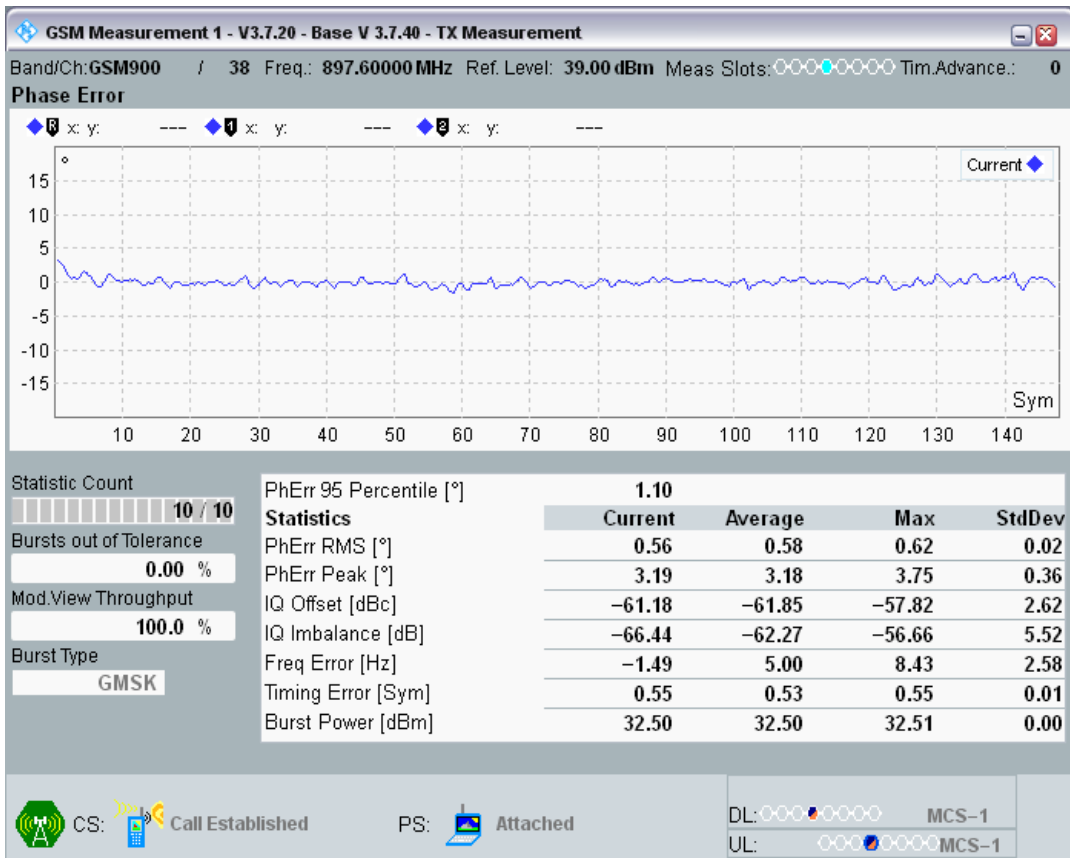 GSM Measurement 1 - V3.7.20 - Base V 3.7.40 - TX Measurement
Band/Ch:GSM900 / 38 Freq.: 897.60000 MHz Ref. Level: 39.00 dBm Meas Slots: Tim.Advance.: 0
Phase Error
R x: y: --- 1 x: y: --- 2 x: y: ---
°
Current
15
10
5
0
-5
-10
-15
Sym
10 20 30 40 50 60 70 80 90 100 110 120 130 140
Statistic Count
10 / 10
Bursts out of Tolerance
0.00 %
Mod.View Throughput
100.0 %
Burst Type
GMSK
PhErr 95 Percentile [°] 1.10
Statistics Current Average Max StdDev
PhErr RMS [°] 0.56 0.58 0.62 0.02
PhErr Peak [°] 3.19 3.18 3.75 0.36
IQ Offset [dBc] −61.18 −61.85 −57.82 2.62
IQ Imbalance [dB] −66.44 −62.27 −56.66 5.52
Freq Error [Hz] −1.49 5.00 8.43 2.58
Timing Error [Sym] 0.55 0.53 0.55 0.01
Burst Power [dBm] 32.50 32.50 32.51 0.00
CS: Call Established PS: Attached
DL: MCS−1
UL: MCS−1